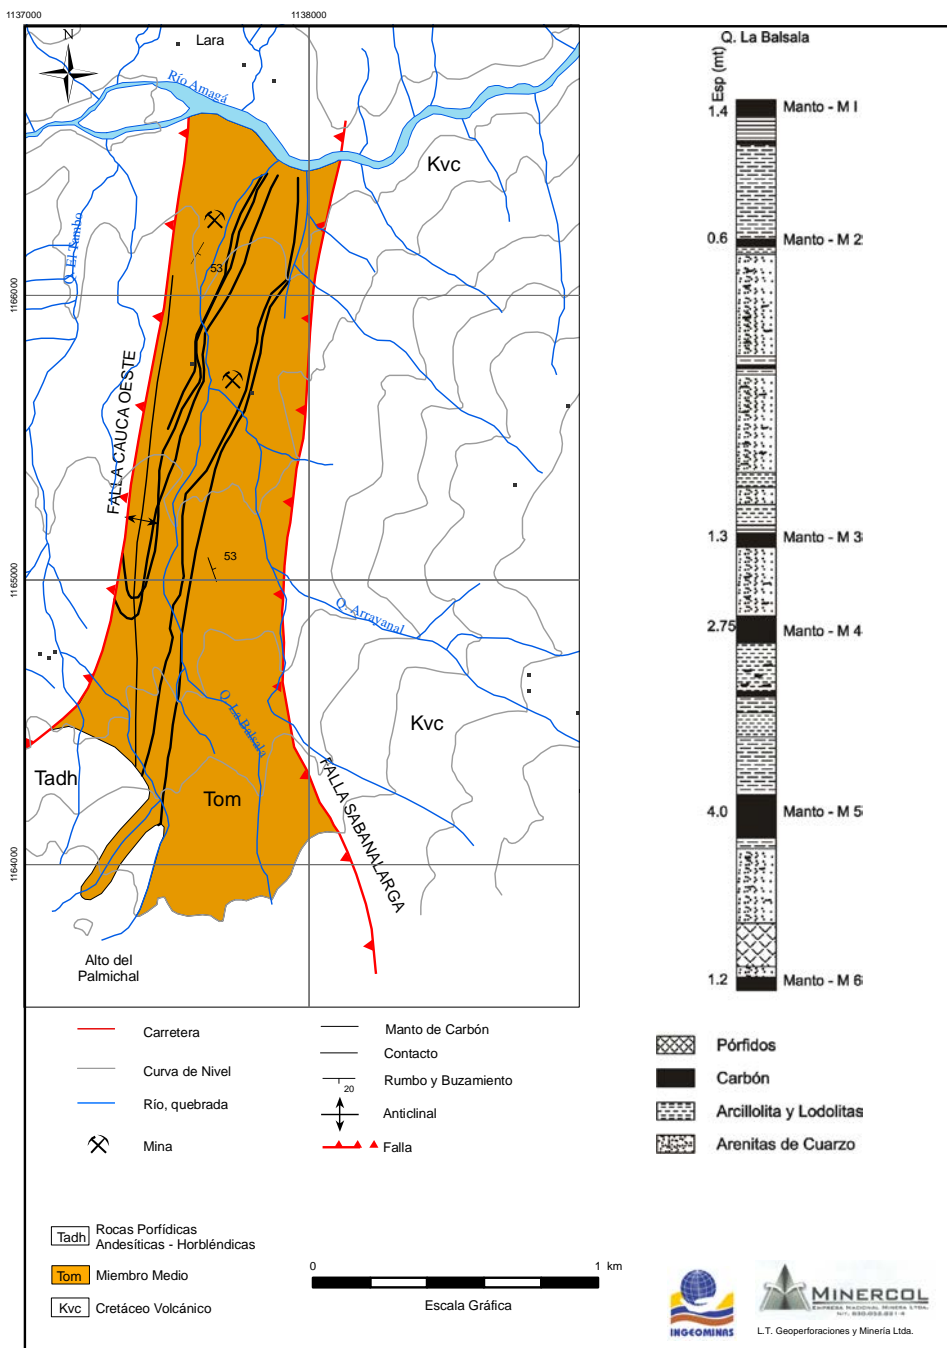 1137000
1138000
N
Lara
Río Amagá
Kvc
Q. El Rambo
53
1166000
FALLA CAUCA OESTE
53
1165000
Q. Arrayanal
Q. La Balsala
Kvc
Tadh
Tom
FALLA SABANALARGA
1164000
Alto del
Palmichal
Q. La Balsala
Esp (mt)
1.4 Manto - M I
0.6 Manto - M 2
1.3 Manto - M 3
2.75 Manto - M 4
4.0 Manto - M 5
1.2 Manto - M 6
Carretera
Curva de Nivel
Río, quebrada
Mina
Manto de Carbón
Contacto
20
Rumbo y Buzamiento
Anticlinal
Falla
Pórfidos
Carbón
Arcillolita y Lodolitas
Arenitas de Cuarzo
Tadh
Rocas Porfídicas
Andesíticas - Horbléndicas
Tom
Miembro Medio
Kvc
Cretáceo Volcánico
0
1 km
Escala Gráfica
INGEOMINAS
MINERCOL
EMPRESA NACIONAL MINERA LTDA.
L.T. Geoperforaciones y Minería Ltda.